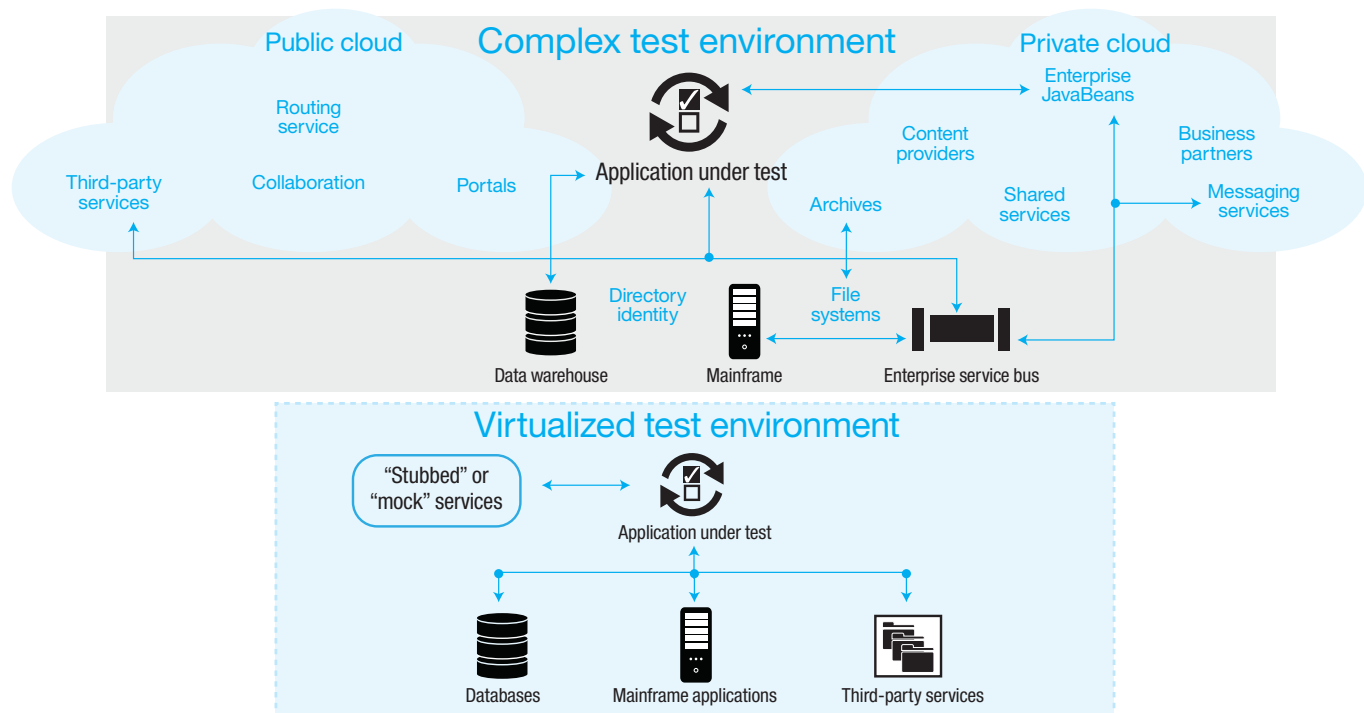 Public cloud
Complex test environment
Private cloud
Enterprise
JavaBeans
Routing
service
Content
providers
Business
partners
Third-party
services
Collaboration
Portals
Application under test
Archives
Shared
services
Messaging
services
Directory
identity
File
systems
Data warehouse
Mainframe
Enterprise service bus
Virtualized test environment
“Stubbed” or
“mock” services
Application under test
Databases
Mainframe applications
Third-party services